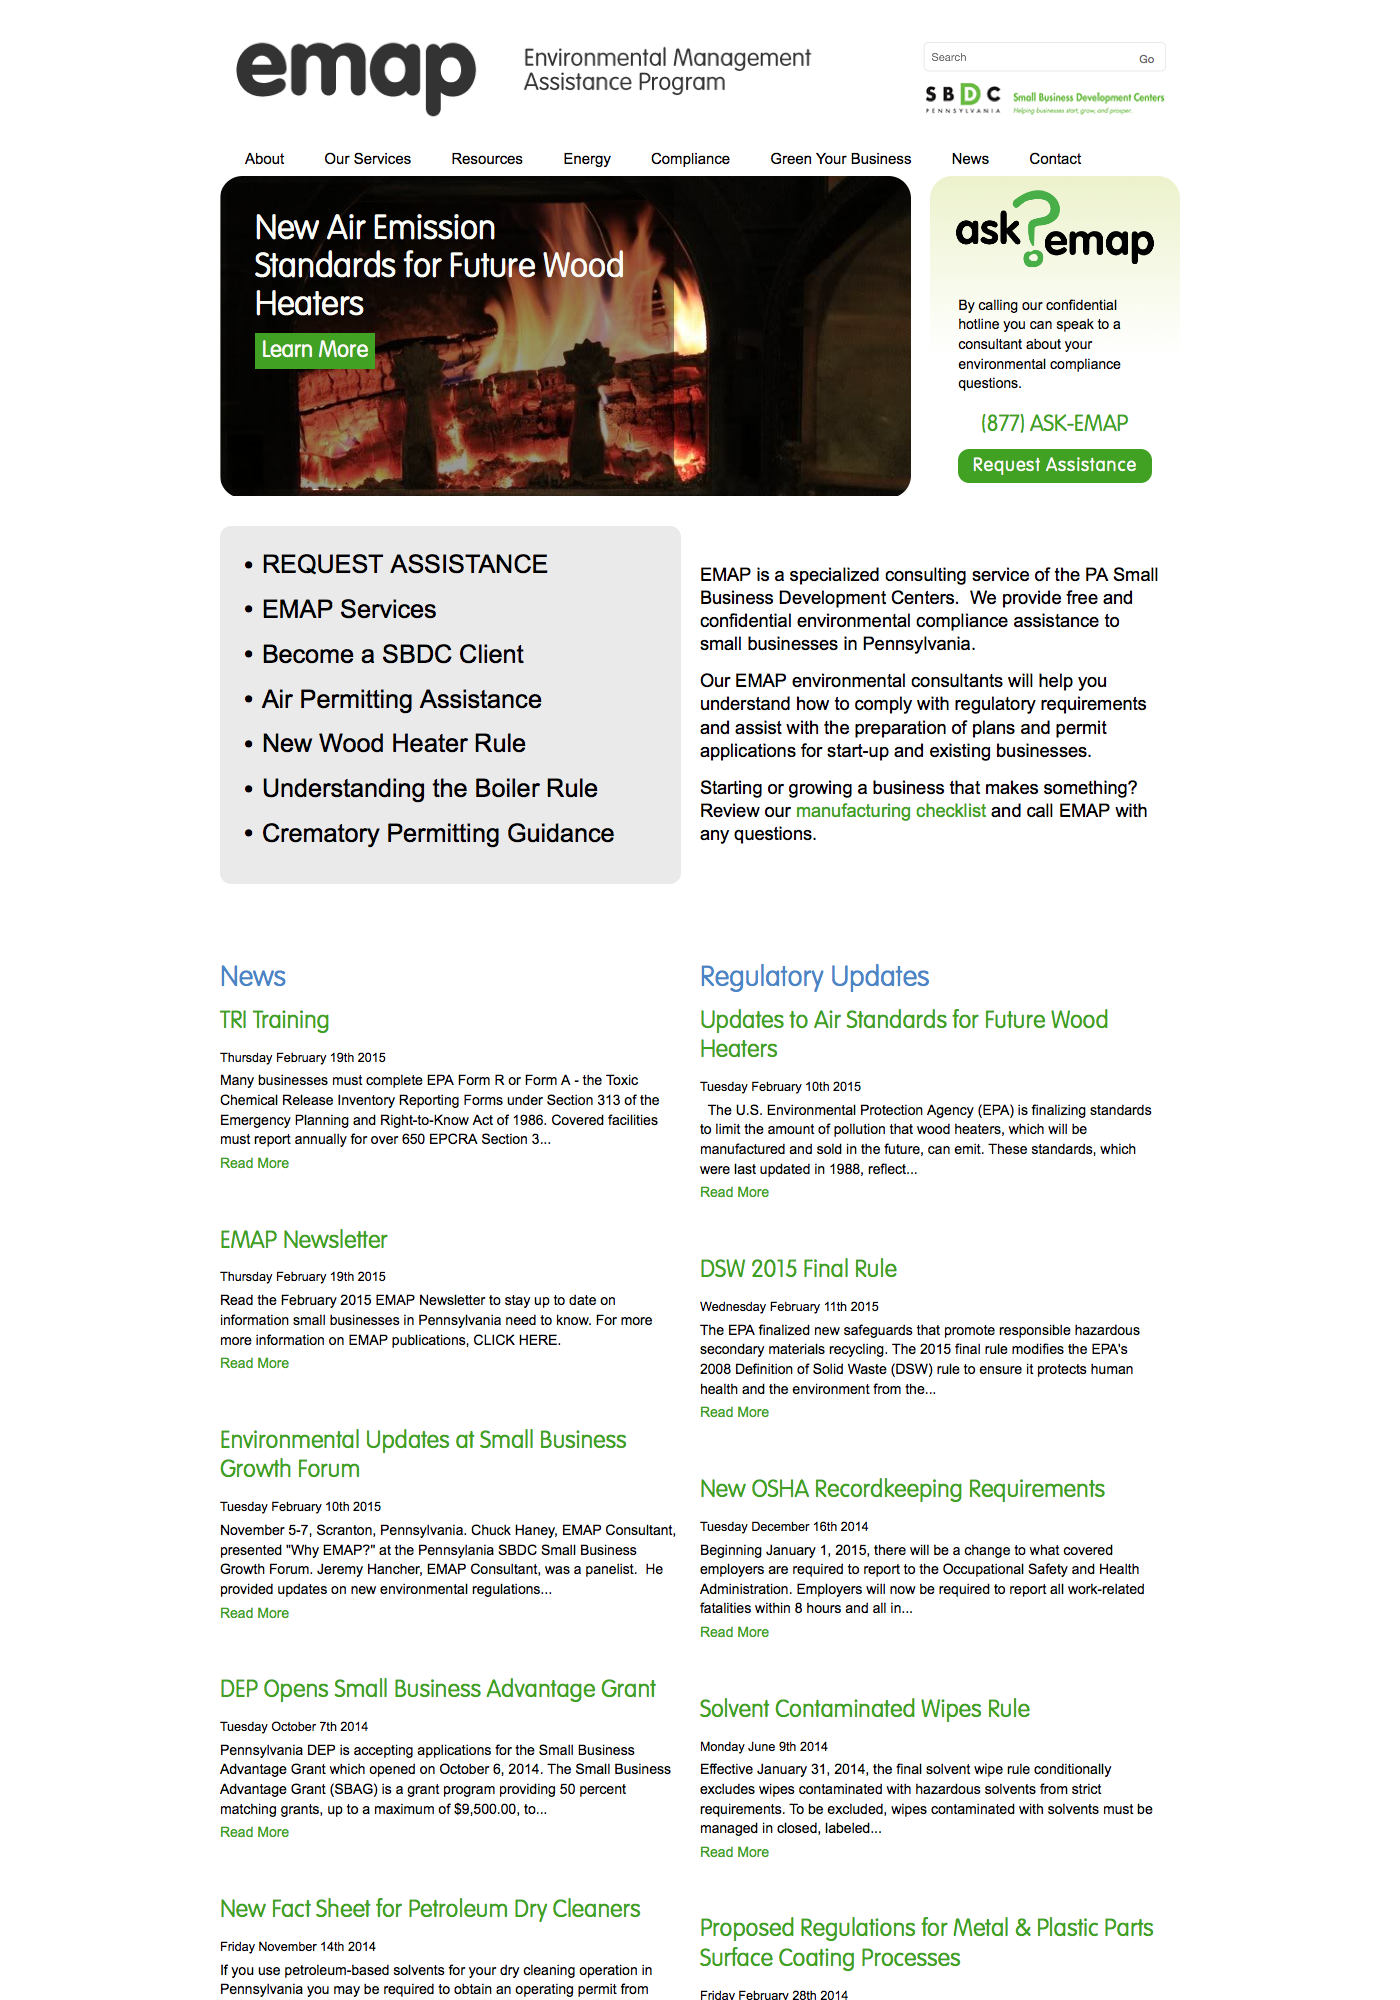 emap
Environmental Management
Assistance Program
Search
Go
SBDC
PENNSYLVANIA
Small Business Development Centers
Helping businesses start, grow, and prosper.
About
Our Services
Resources
Energy
Compliance
Green Your Business
News
Contact
New Air Emission
Standards for Future Wood
Heaters
Learn More
ask?emap
By calling our confidential
hotline you can speak to a
consultant about your
environmental compliance
questions.
(877) ASK-EMAP
Request Assistance
• REQUEST ASSISTANCE
• EMAP Services
• Become a SBDC Client
• Air Permitting Assistance
• New Wood Heater Rule
• Understanding the Boiler Rule
• Crematory Permitting Guidance
EMAP is a specialized consulting service of the PA Small
Business Development Centers.  We provide free and
confidential environmental compliance assistance to
small businesses in Pennsylvania.
Our EMAP environmental consultants will help you
understand how to comply with regulatory requirements
and assist with the preparation of plans and permit
applications for start-up and existing businesses.
Starting or growing a business that makes something?
Review our manufacturing checklist and call EMAP with
any questions.
News
TRI Training
Thursday February 19th 2015
Many businesses must complete EPA Form R or Form A - the Toxic
Chemical Release Inventory Reporting Forms under Section 313 of the
Emergency Planning and Right-to-Know Act of 1986. Covered facilities
must report annually for over 650 EPCRA Section 3...
Read More
EMAP Newsletter
Thursday February 19th 2015
Read the February 2015 EMAP Newsletter to stay up to date on
information small businesses in Pennsylvania need to know. For more
more information on EMAP publications, CLICK HERE.
Read More
Environmental Updates at Small Business
Growth Forum
Tuesday February 10th 2015
November 5-7, Scranton, Pennsylvania. Chuck Haney, EMAP Consultant,
presented "Why EMAP?" at the Pennsylania SBDC Small Business
Growth Forum. Jeremy Hancher, EMAP Consultant, was a panelist.  He
provided updates on new environmental regulations...
Read More
DEP Opens Small Business Advantage Grant
Tuesday October 7th 2014
Pennsylvania DEP is accepting applications for the Small Business
Advantage Grant which opened on October 6, 2014. The Small Business
Advantage Grant (SBAG) is a grant program providing 50 percent
matching grants, up to a maximum of $9,500.00, to...
Read More
New Fact Sheet for Petroleum Dry Cleaners
Friday November 14th 2014
If you use petroleum-based solvents for your dry cleaning operation in
Pennsylvania you may be required to obtain an operating permit from
Regulatory Updates
Updates to Air Standards for Future Wood
Heaters
Tuesday February 10th 2015
The U.S. Environmental Protection Agency (EPA) is finalizing standards
to limit the amount of pollution that wood heaters, which will be
manufactured and sold in the future, can emit. These standards, which
were last updated in 1988, reflect...
Read More
DSW 2015 Final Rule
Wednesday February 11th 2015
The EPA finalized new safeguards that promote responsible hazardous
secondary materials recycling. The 2015 final rule modifies the EPA's
2008 Definition of Solid Waste (DSW) rule to ensure it protects human
health and the environment from the...
Read More
New OSHA Recordkeeping Requirements
Tuesday December 16th 2014
Beginning January 1, 2015, there will be a change to what covered
employers are required to report to the Occupational Safety and Health
Administration. Employers will now be required to report all work-related
fatalities within 8 hours and all in...
Read More
Solvent Contaminated Wipes Rule
Monday June 9th 2014
Effective January 31, 2014, the final solvent wipe rule conditionally
excludes wipes contaminated with hazardous solvents from strict
requirements. To be excluded, wipes contaminated with solvents must be
managed in closed, labeled...
Read More
Proposed Regulations for Metal & Plastic Parts
Surface Coating Processes
Friday February 28th 2014